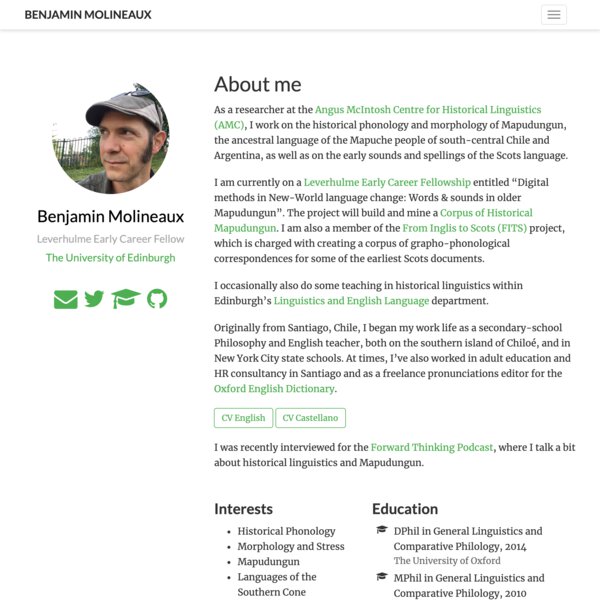 BENJAMIN MOLINEAUX
Benjamin Molineaux
Leverhulme Early Career Fellow
The University of Edinburgh
About me
As a researcher at the Angus McIntosh Centre for Historical Linguistics
(AMC), I work on the historical phonology and morphology of Mapudungun,
the ancestral language of the Mapuche people of south-central Chile and
Argentina, as well as on the early sounds and spellings of the Scots language.
I am currently on a Leverhulme Early Career Fellowship entitled “Digital
methods in New-World language change: Words & sounds in older
Mapudungun”. The project will build and mine a Corpus of Historical
Mapudungun. I am also a member of the From Inglis to Scots (FITS) project,
which is charged with creating a corpus of grapho-phonological
correspondences for some of the earliest Scots documents.
I occasionally also do some teaching in historical linguistics within
Edinburgh’s Linguistics and English Language department.
Originally from Santiago, Chile, I began my work life as a secondary-school
Philosophy and English teacher, both on the southern island of Chiloé, and in
New York City state schools. At times, I’ve also worked in adult education and
HR consultancy in Santiago and as a freelance pronunciations editor for the
Oxford English Dictionary.
CV English CV Castellano
I was recently interviewed for the Forward Thinking Podcast, where I talk a bit
about historical linguistics and Mapudungun.
Interests
Historical Phonology
Morphology and Stress
Mapudungun
Languages of the
Southern Cone
Education
DPhil in General Linguistics and
Comparative Philology, 2014
The University of Oxford
MPhil in General Linguistics and
Comparative Philology, 2010